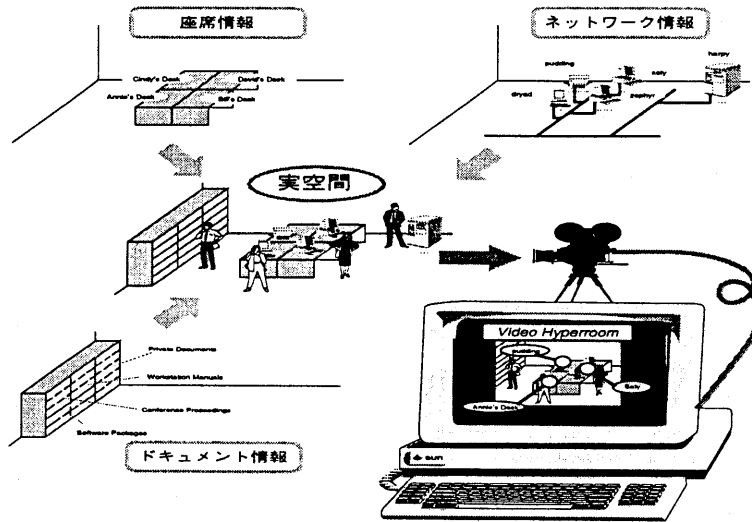 座席情報
Cindy's Desk
David's Desk
Annie's Desk
Bill's Desk
ネットワーク情報
pudding
saty
harpy
dryad
zephyr
実空間
Private Documents
Workstation Manuals
Conference Proceedings
Software Packages
ドキュメント情報
Video Hyperroom
pudding
Saty
Annie's Desk
sun